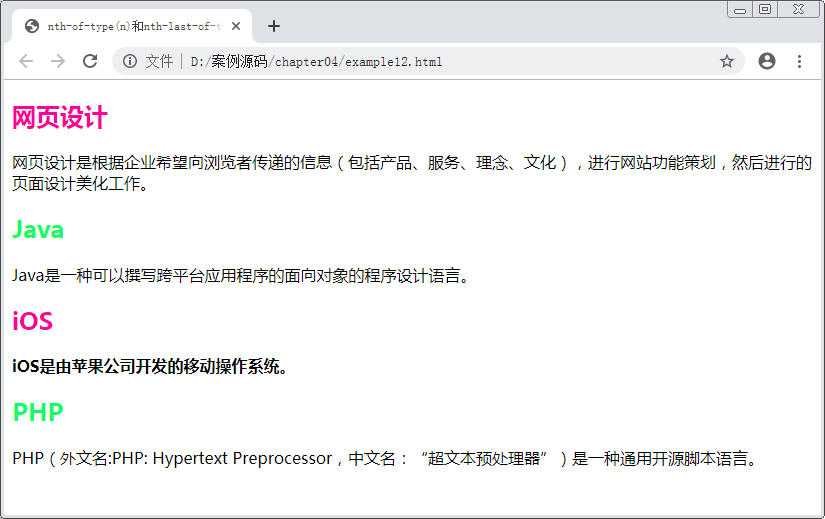 nth-of-type(n)和nth-last-of-t
文件 D:/案例源码/chapter04/example12.html
网页设计
网页设计是根据企业希望向浏览者传递的信息（包括产品、服务、理念、文化），进行网站功能策划，然后进行的
页面设计美化工作。
Java
Java是一种可以撰写跨平台应用程序的面向对象的程序设计语言。
iOS
iOS是由苹果公司开发的移动操作系统。
PHP
PHP（外文名:PHP: Hypertext Preprocessor，中文名：“超文本预处理器”）是一种通用开源脚本语言。